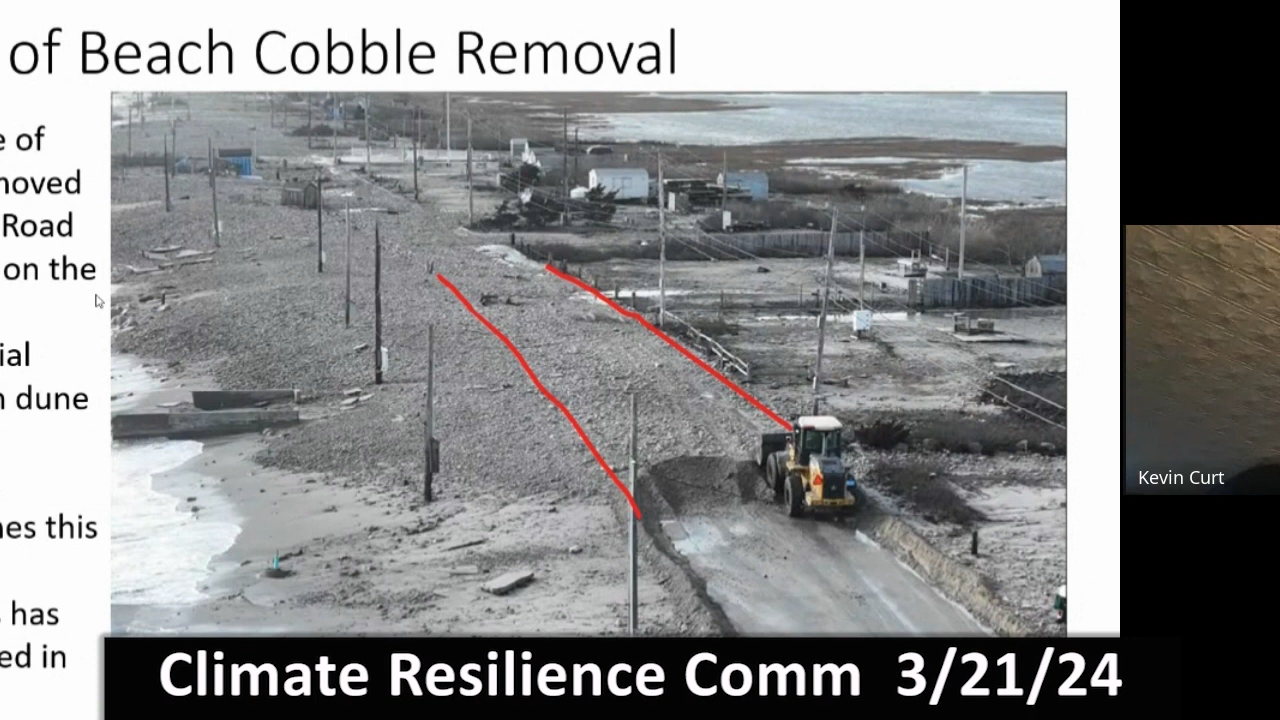 of Beach Cobble Removal
e of
noved
Road
on the
ial
n dune
nes this
has
ed in
Kevin Curt
Climate Resilience Comm 3/21/24